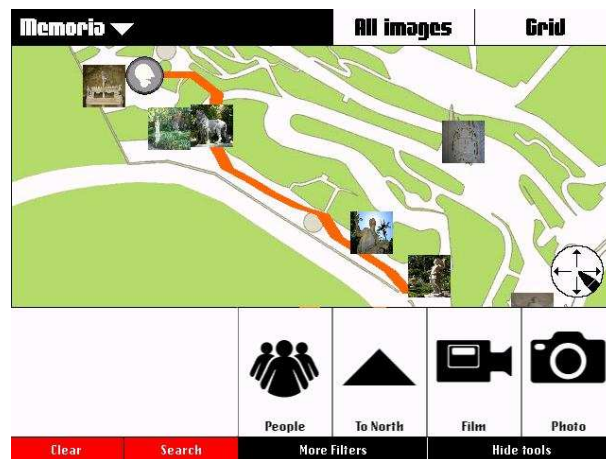 Memoria All images Grid
People To North Film Photo
Clear Search More Filters Hide tools